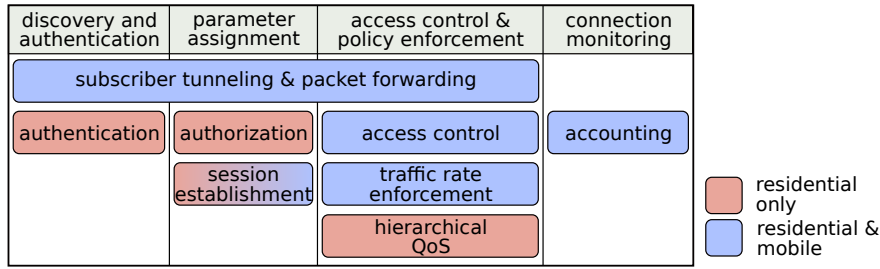 discovery and
authentication
parameter
assignment
access control &
policy enforcement
connection
monitoring
subscriber tunneling & packet forwarding
authentication
authorization
access control
accounting
session
establishment
traffic rate
enforcement
hierarchical
QoS
residential
only
residential &
mobile